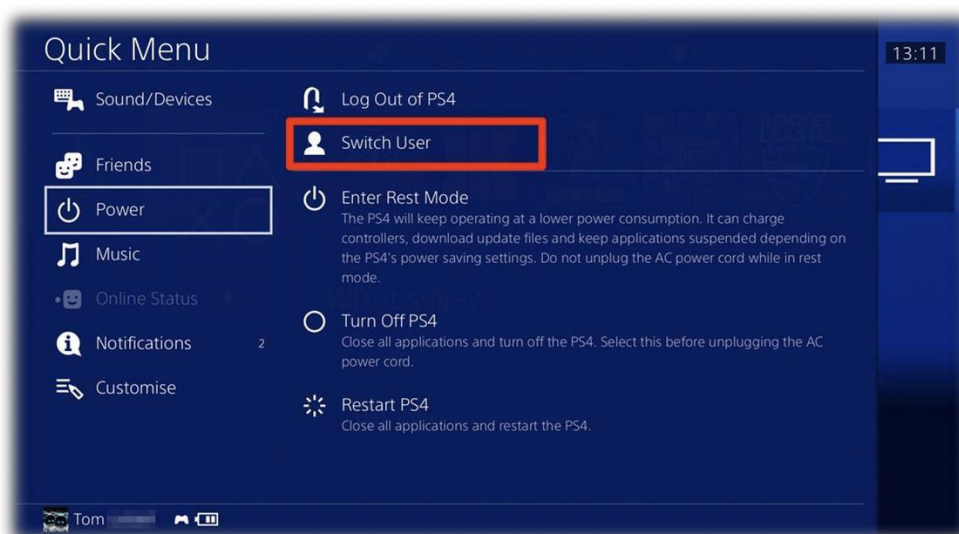 Quick Menu
13:11
Sound/Devices
Friends
Power
Music
Online Status
Notifications 2
Customise
Log Out of PS4
Switch User
Enter Rest Mode
The PS4 will keep operating at a lower power consumption. It can charge
controllers, download update files and keep applications suspended depending on
the PS4's power saving settings. Do not unplug the AC power cord while in rest
mode.
What's New
Turn Off PS4
Close all applications and turn off the PS4. Select this before unplugging the AC
power cord.
Restart PS4
Close all applications and restart the PS4.
Tom